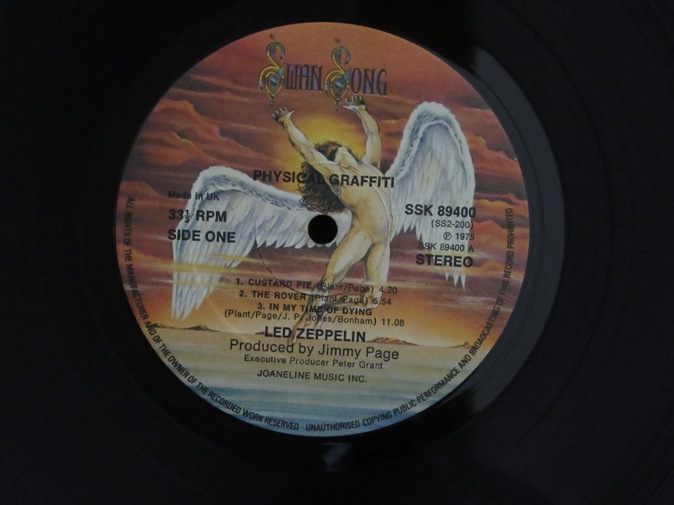 SWAN SONG
PHYSICAL GRAFFITI
Made in UK
33⅓ RPM
SIDE ONE
SSK 89400
(SS2-200)
℗ 1975
SSK 89400 A
STEREO
1. CUSTARD PIE (Plant/Page) 4.20
2. THE ROVER (Plant/Page) 5.54
3. IN MY TIME OF DYING
(Plant/Page/J. P. Jones/Bonham) 11.08
LED ZEPPELIN
Produced by Jimmy Page
Executive Producer Peter Grant
JOANELINE MUSIC INC.
ALL RIGHTS OF THE MANUFACTURER AND OF THE OWNER OF THE RECORDED WORK RESERVED · UNAUTHORISED COPYING PUBLIC PERFORMANCE AND BROADCASTING OF THIS RECORD PROHIBITED